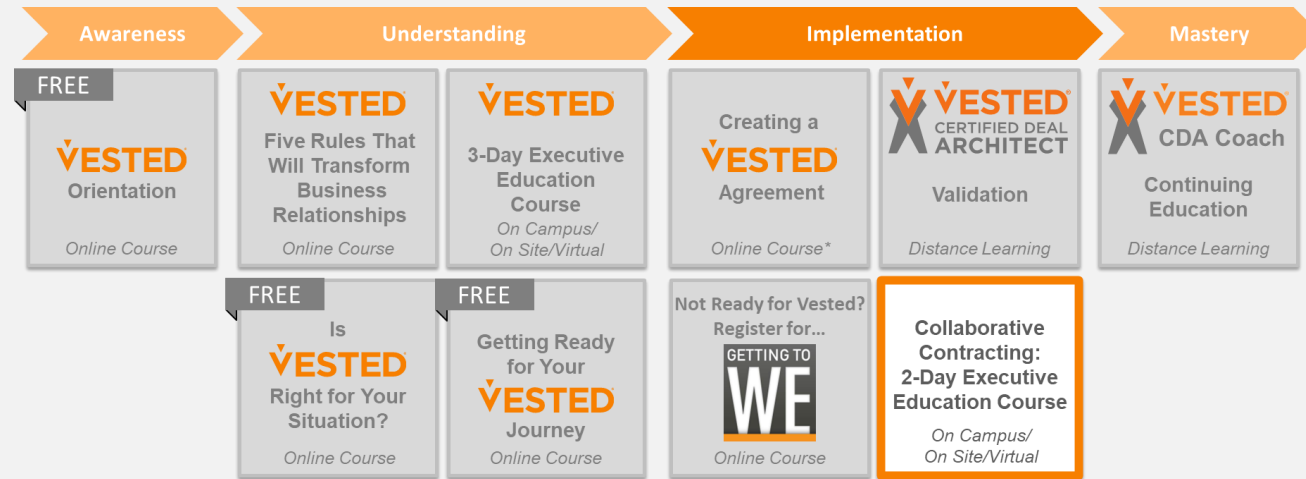 Awareness
Understanding
Implementation
Mastery
FREE
VESTED
Orientation
Online Course
VESTED
Five Rules That
Will Transform
Business
Relationships
Online Course
VESTED
3-Day Executive
Education
Course
On Campus/
On Site/Virtual
Creating a
VESTED
Agreement
Online Course*
VESTED®
CERTIFIED DEAL
ARCHITECT
Validation
Distance Learning
VESTED®
CDA Coach
Continuing
Education
Distance Learning
FREE
Is
VESTED
Right for Your
Situation?
Online Course
FREE
Getting Ready
for Your
VESTED
Journey
Online Course
Not Ready for Vested?
Register for...
GETTING TO
WE
Online Course
Collaborative
Contracting:
2-Day Executive
Education Course
On Campus/
On Site/Virtual